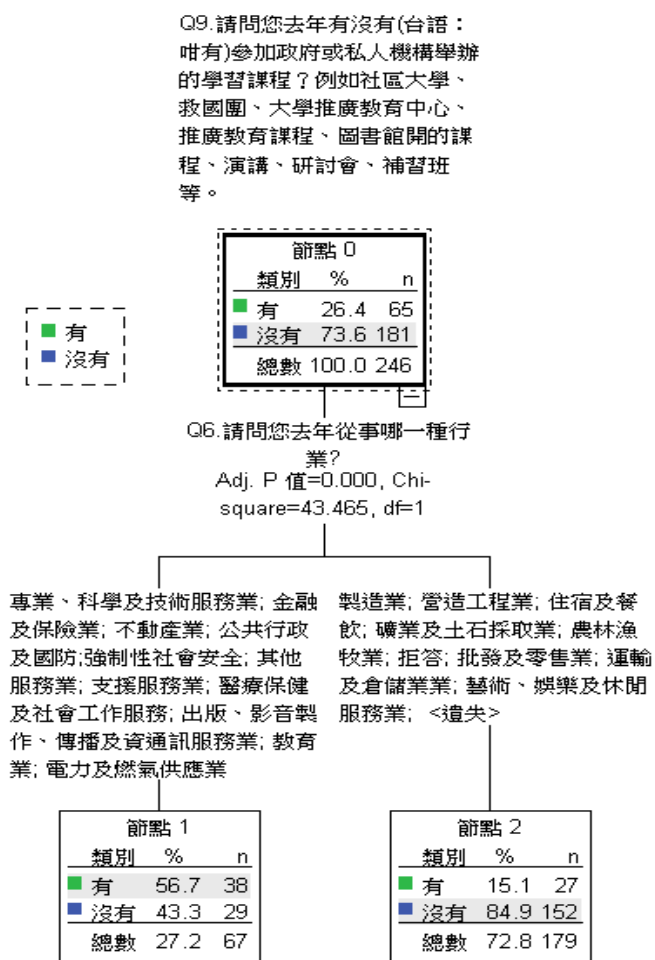 Q9.請問您去年有沒有(台語：
咁有)參加政府或私人機構舉辦
的學習課程？例如社區大學、
救國團、大學推廣教育中心、
推廣教育課程、圖書館開的課
程、演講、研討會、補習班
等。
節點 0
類別 % n
有 26.4 65
沒有 73.6 181
總數 100.0 246
有
沒有
Q6.請問您去年從事哪一種行
業?
Adj. P 值=0.000, Chi-
square=43.465, df=1
專業、科學及技術服務業; 金融
及保險業; 不動產業; 公共行政
及國防;強制性社會安全; 其他
服務業; 支援服務業; 醫療保健
及社會工作服務; 出版、影音製
作、傳播及資通訊服務業; 教育
業; 電力及燃氣供應業
製造業; 營造工程業; 住宿及餐
飲; 礦業及土石採取業; 農林漁
牧業; 拒答; 批發及零售業; 運輸
及倉儲業業; 藝術、娛樂及休閒
服務業; <遺失>
節點 1
類別 % n
有 56.7 38
沒有 43.3 29
總數 27.2 67
節點 2
類別 % n
有 15.1 27
沒有 84.9 152
總數 72.8 179